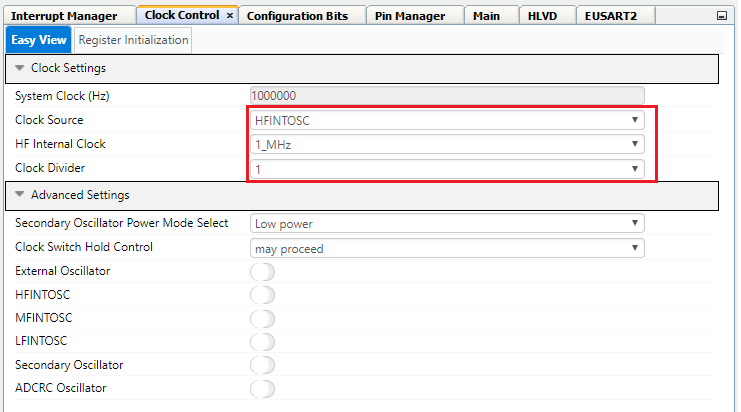 Interrupt Manager Clock Control × Configuration Bits Pin Manager Main HLVD EUSART2
Easy View Register Initialization
Clock Settings
System Clock (Hz) 1000000
Clock Source HFINTOSC
HF Internal Clock 1_MHz
Clock Divider 1
Advanced Settings
Secondary Oscillator Power Mode Select Low power
Clock Switch Hold Control may proceed
External Oscillator
HFINTOSC
MFINTOSC
LFINTOSC
Secondary Oscillator
ADCRC Oscillator